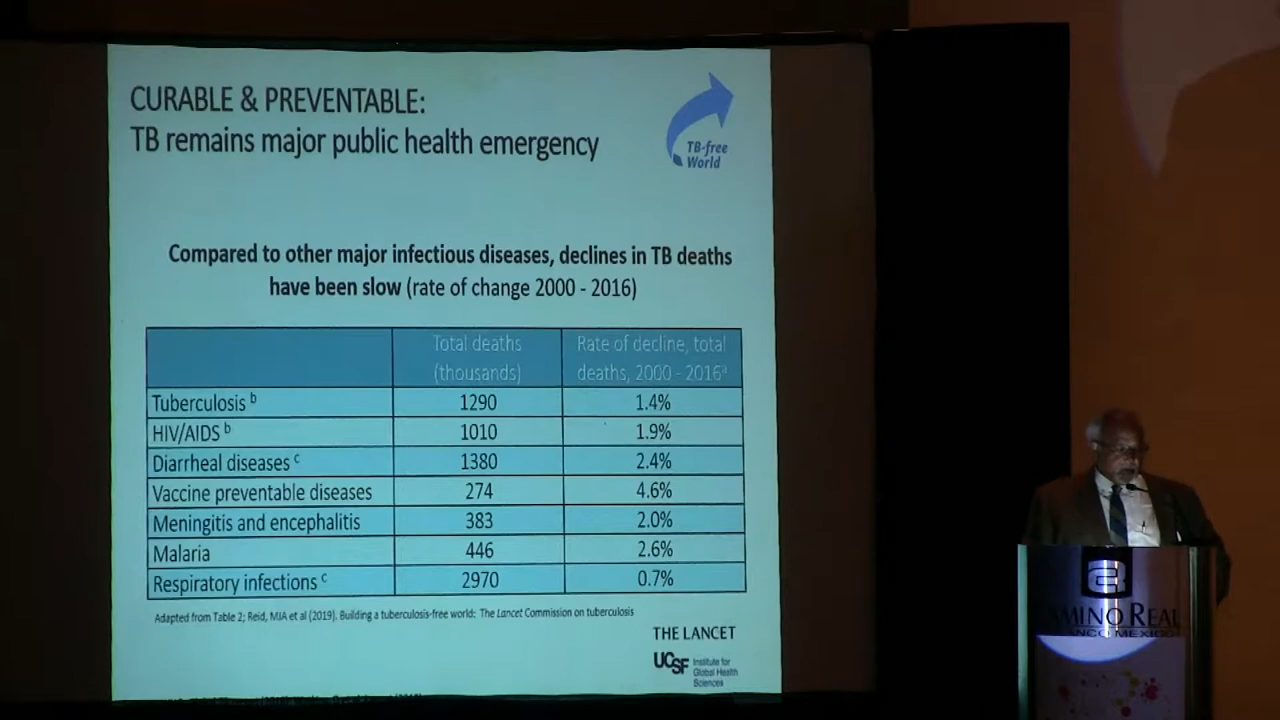 CURABLE & PREVENTABLE:
TB remains major public health emergency
TB-free
World
Compared to other major infectious diseases, declines in TB deaths
have been slow (rate of change 2000 - 2016)
Total deaths
(thousands)
Rate of decline, total
deaths, 2000 - 2016ᵃ
Tuberculosis ᵇ 1290 1.4%
HIV/AIDS ᵇ 1010 1.9%
Diarrheal diseases ᶜ 1380 2.4%
Vaccine preventable diseases 274 4.6%
Meningitis and encephalitis 383 2.0%
Malaria 446 2.6%
Respiratory infections ᶜ 2970 0.7%
Adapted from Table 2; Reid, MJA et al (2019). Building a tuberculosis-free world: The Lancet Commission on tuberculosis
THE LANCET
UCSF Institute for
Global Health
Sciences
AMINO REAL
ANCO MEXICO